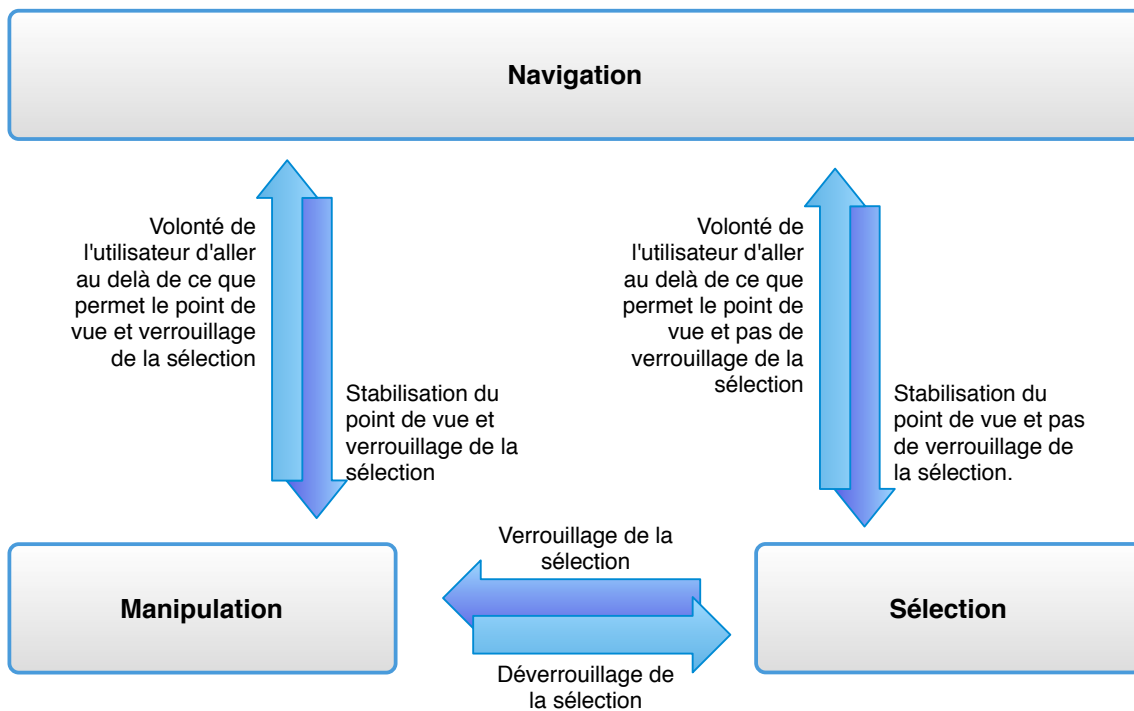 Navigation
Volonté de
l'utilisateur d'aller
au delà de ce que
permet le point de
vue et verrouillage
de la sélection
Stabilisation du
point de vue et
verrouillage de la
sélection
Volonté de
l'utilisateur d'aller
au delà de ce que
permet le point de
vue et pas de
verrouillage de la
sélection
Stabilisation du
point de vue et pas
de verrouillage de
la sélection.
Verrouillage de la
sélection
Manipulation
Sélection
Déverrouillage de
la sélection